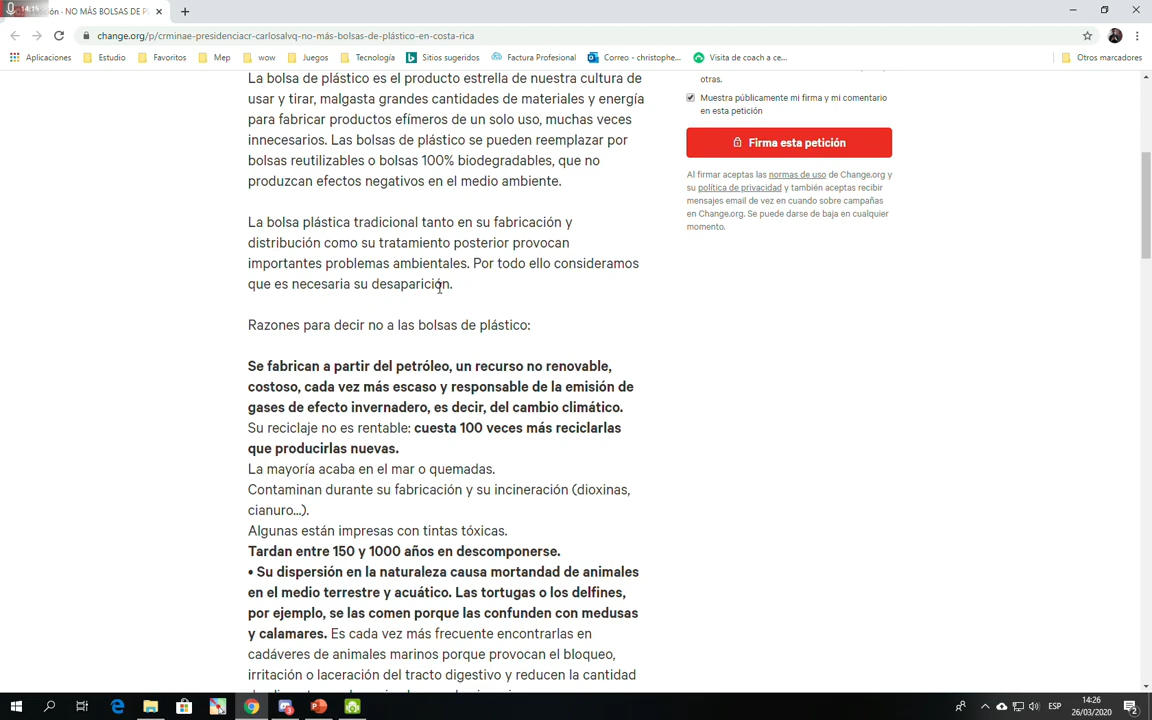 14:15
ción - NO MÁS BOLSAS DE P
change.org/p/crminae-presidenciacr-carlosalvq-no-más-bolsas-de-plástico-en-costa-rica
Aplicaciones Estudio Favoritos Mep wow Juegos Tecnología Sitios sugeridos Factura Profesional Correo - christophe... Visita de coach a ce... Otros marcadores
La bolsa de plástico es el producto estrella de nuestra cultura de
usar y tirar, malgasta grandes cantidades de materiales y energía
para fabricar productos efímeros de un solo uso, muchas veces
innecesarios. Las bolsas de plástico se pueden reemplazar por
bolsas reutilizables o bolsas 100% biodegradables, que no
produzcan efectos negativos en el medio ambiente.
La bolsa plástica tradicional tanto en su fabricación y
distribución como su tratamiento posterior provocan
importantes problemas ambientales. Por todo ello consideramos
que es necesaria su desaparición.
Razones para decir no a las bolsas de plástico:
Se fabrican a partir del petróleo, un recurso no renovable,
costoso, cada vez más escaso y responsable de la emisión de
gases de efecto invernadero, es decir, del cambio climático.
Su reciclaje no es rentable: cuesta 100 veces más reciclarlas
que producirlas nuevas.
La mayoría acaba en el mar o quemadas.
Contaminan durante su fabricación y su incineración (dioxinas,
cianuro...).
Algunas están impresas con tintas tóxicas.
Tardan entre 150 y 1000 años en descomponerse.
• Su dispersión en la naturaleza causa mortandad de animales
en el medio terrestre y acuático. Las tortugas o los delfines,
por ejemplo, se las comen porque las confunden con medusas
y calamares. Es cada vez más frecuente encontrarlas en
cadáveres de animales marinos porque provocan el bloqueo,
irritación o laceración del tracto digestivo y reducen la cantidad
otras.
Muestra públicamente mi firma y mi comentario
en esta petición
Firma esta petición
Al firmar aceptas las normas de uso de Change.org y
su política de privacidad y también aceptas recibir
mensajes email de vez en cuando sobre campañas
en Change.org. Se puede darse de baja en cualquier
momento.
ESP
14:26
26/03/2020
2